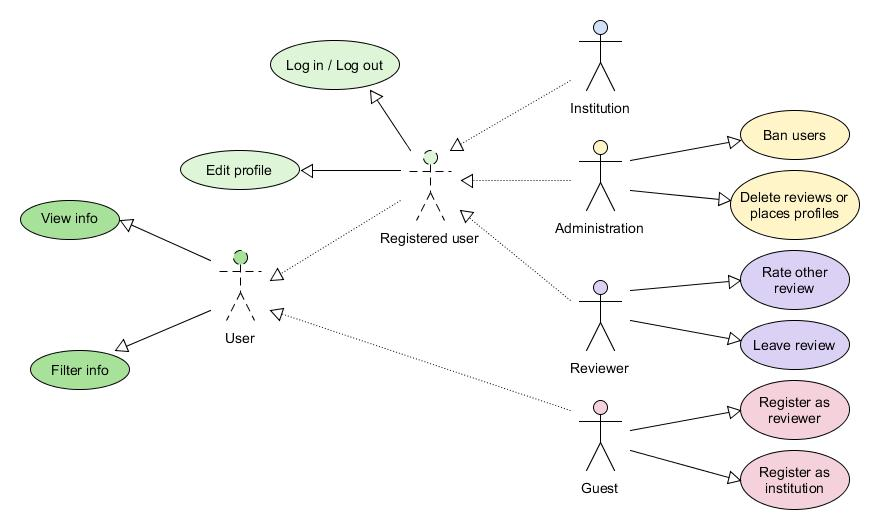 Log in / Log out
Institution
Ban users
Edit profile
Delete reviews or
places profiles
View info
Registered user
Administration
Rate other
review
User
Leave review
Filter info
Reviewer
Register as
reviewer
Guest
Register as
institution